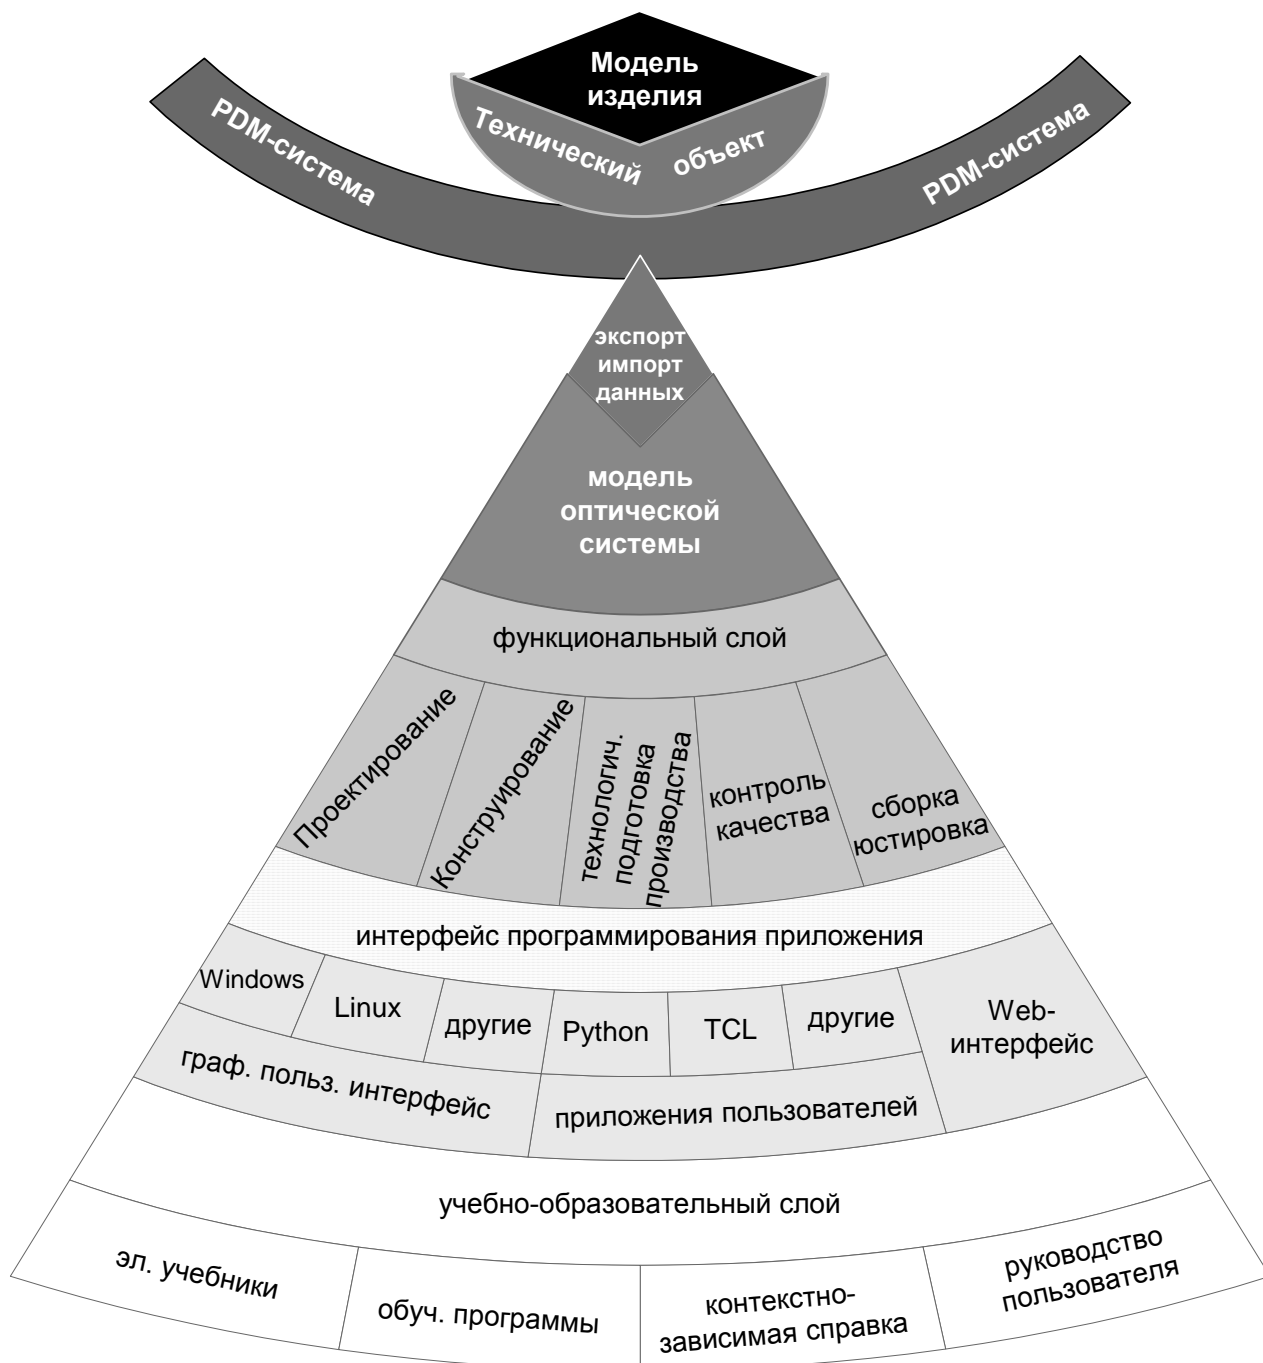 Модель
изделия
Технический объект
PDM-система
PDM-система
экспорт
импорт
данных
модель
оптической
системы
функциональный слой
Проектирование
Конструирование
технологич.
подготовка
производства
контроль
качества
сборка
юстировка
интерфейс программирования приложения
Windows
Linux
другие
Python
TCL
другие
Web-
интерфейс
граф. польз. интерфейс
приложения пользователей
учебно-образовательный слой
эл. учебники
обуч. программы
контекстно-
зависимая справка
руководство
пользователя